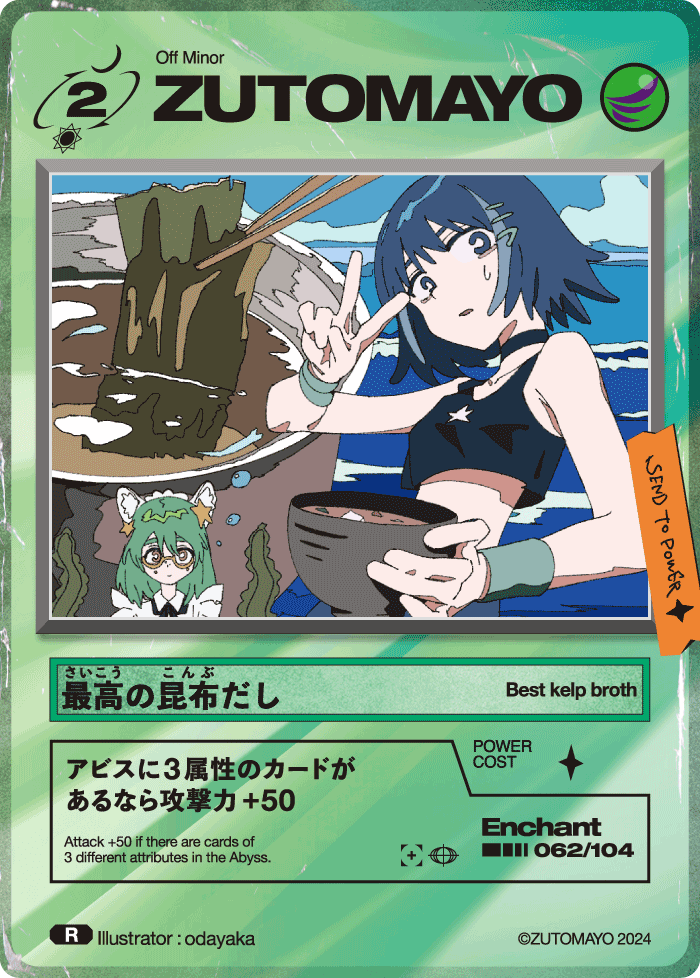 Off Minor
2
ZUTOMAYO
SEND TO POWER
さいこう こんぶ
最高の昆布だし
Best kelp broth
アビスに3属性のカードが
あるなら攻撃力+50
Attack +50 if there are cards of
3 different attributes in the Abyss.
POWER
COST
Enchant
062/104
R
Illustrator : odayaka
©ZUTOMAYO 2024